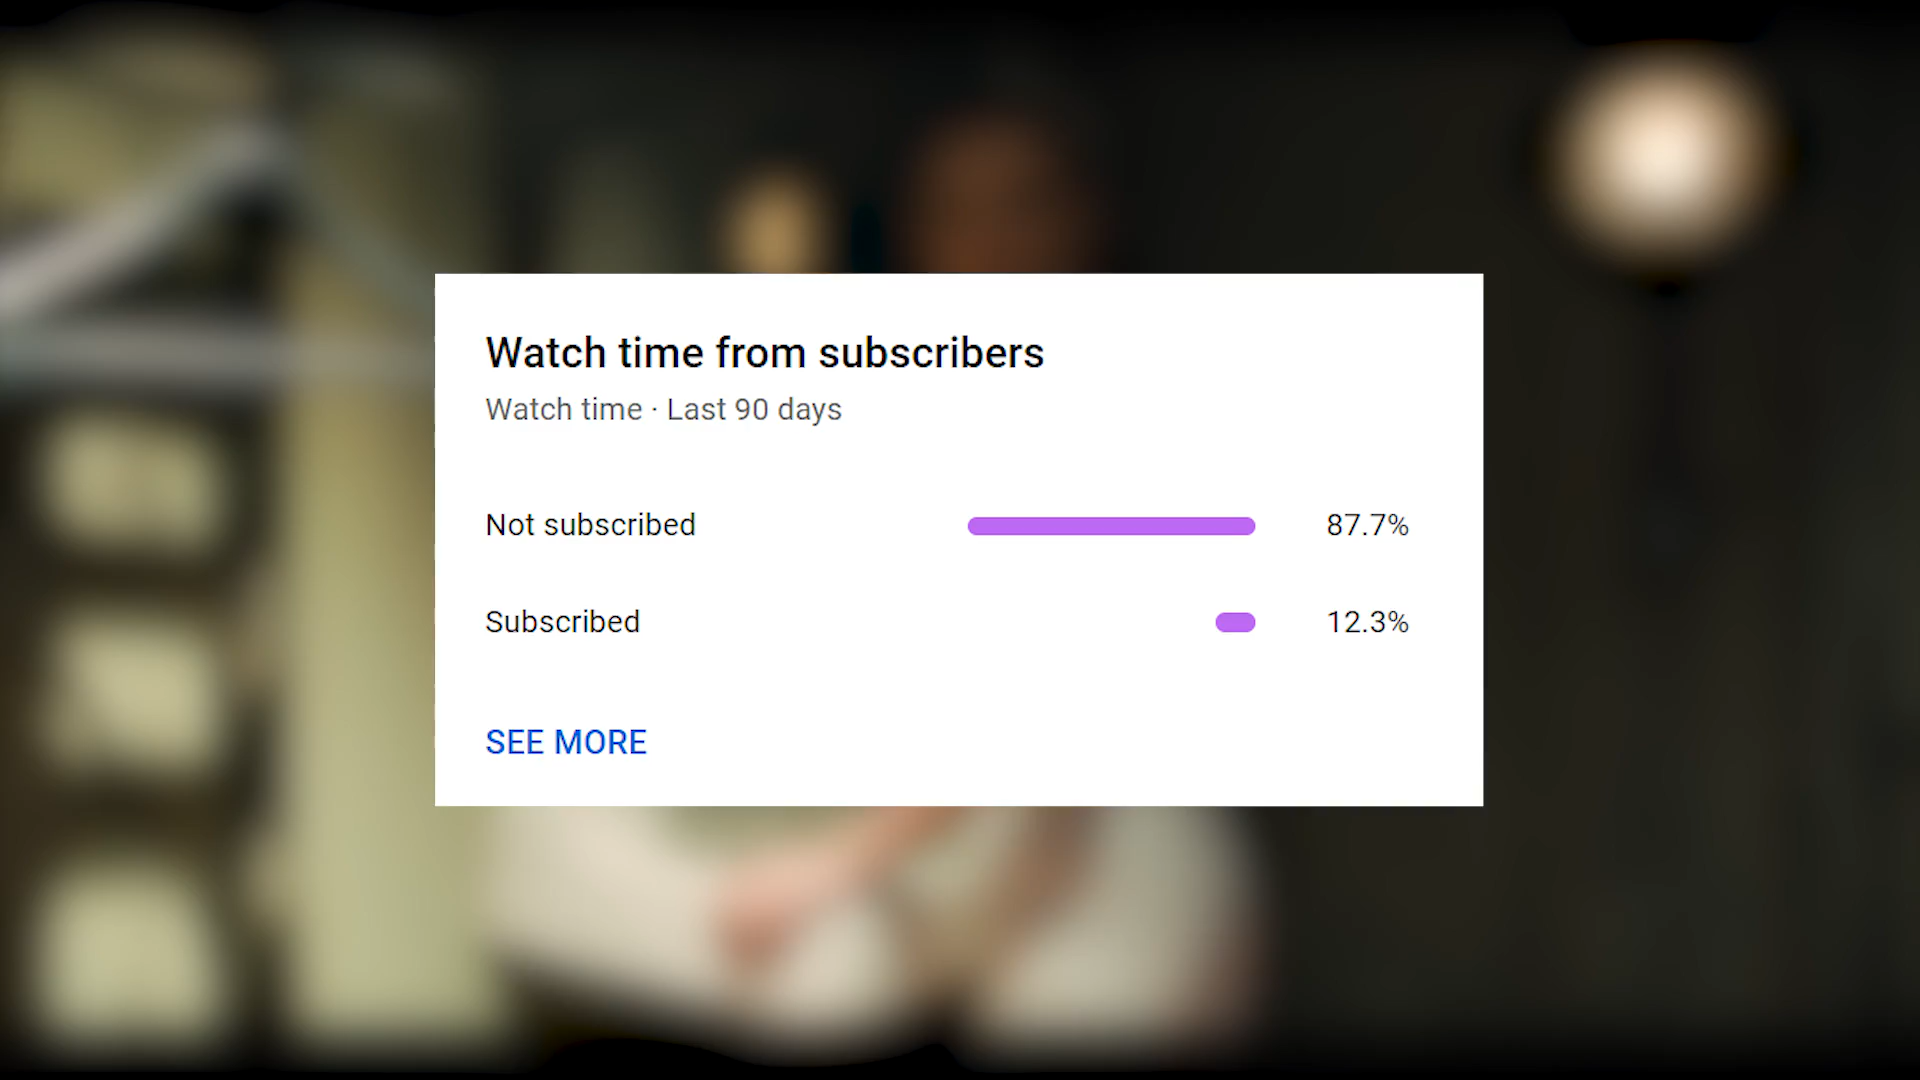 Watch time from subscribers
Watch time · Last 90 days
Not subscribed 87.7%
Subscribed 12.3%
SEE MORE